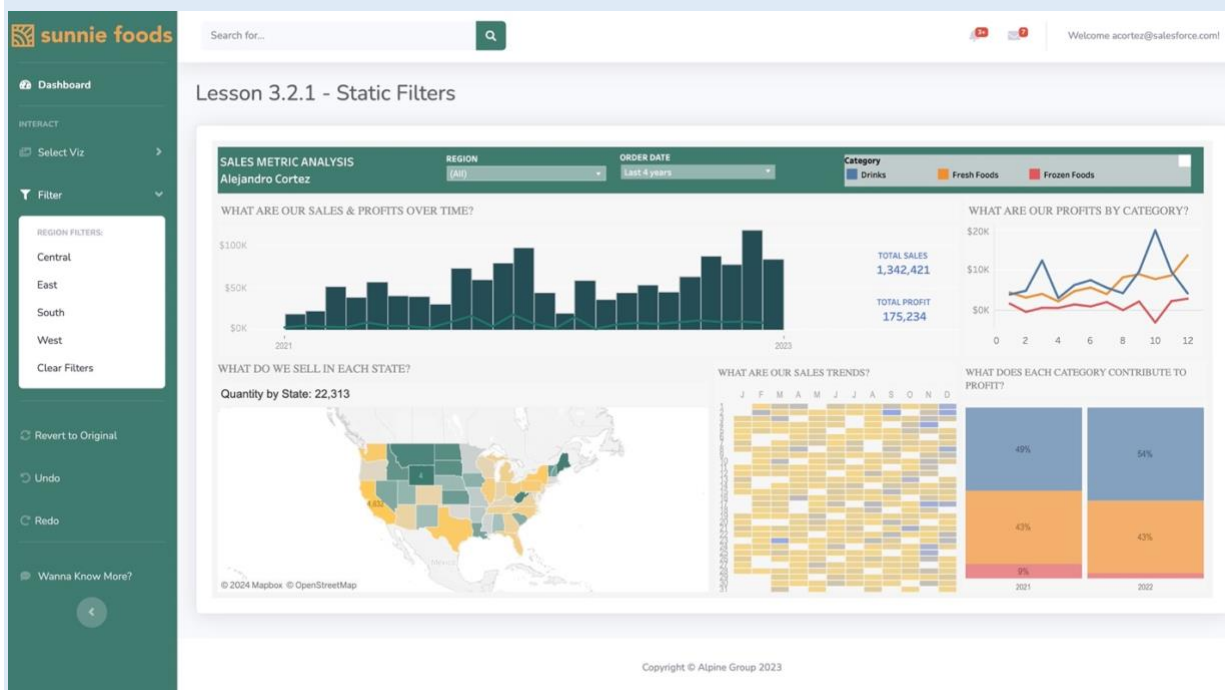 sunnie foods
Search for...
3+
7
Welcome acortez@salesforce.com!
Dashboard
INTERACT
Select Viz
Filter
REGION FILTERS:
Central
East
South
West
Clear Filters
Revert to Original
Undo
Redo
Wanna Know More?
Lesson 3.2.1 - Static Filters
SALES METRIC ANALYSIS
Alejandro Cortez
REGION
(All)
ORDER DATE
Last 4 years
Category
Drinks
Fresh Foods
Frozen Foods
WHAT ARE OUR SALES & PROFITS OVER TIME?
$100K
$50K
$0K
2021
2023
TOTAL SALES
1,342,421
TOTAL PROFIT
175,234
WHAT ARE OUR PROFITS BY CATEGORY?
$20K
$10K
$0K
0 2 4 6 8 10 12
WHAT DO WE SELL IN EACH STATE?
Quantity by State: 22,313
4
© 2024 Mapbox © OpenStreetMap
WHAT ARE OUR SALES TRENDS?
J F M A M J J A S O N D
WHAT DOES EACH CATEGORY CONTRIBUTE TO
PROFIT?
49%
54%
43%
43%
9%
2021
2022
Copyright © Alpine Group 2023